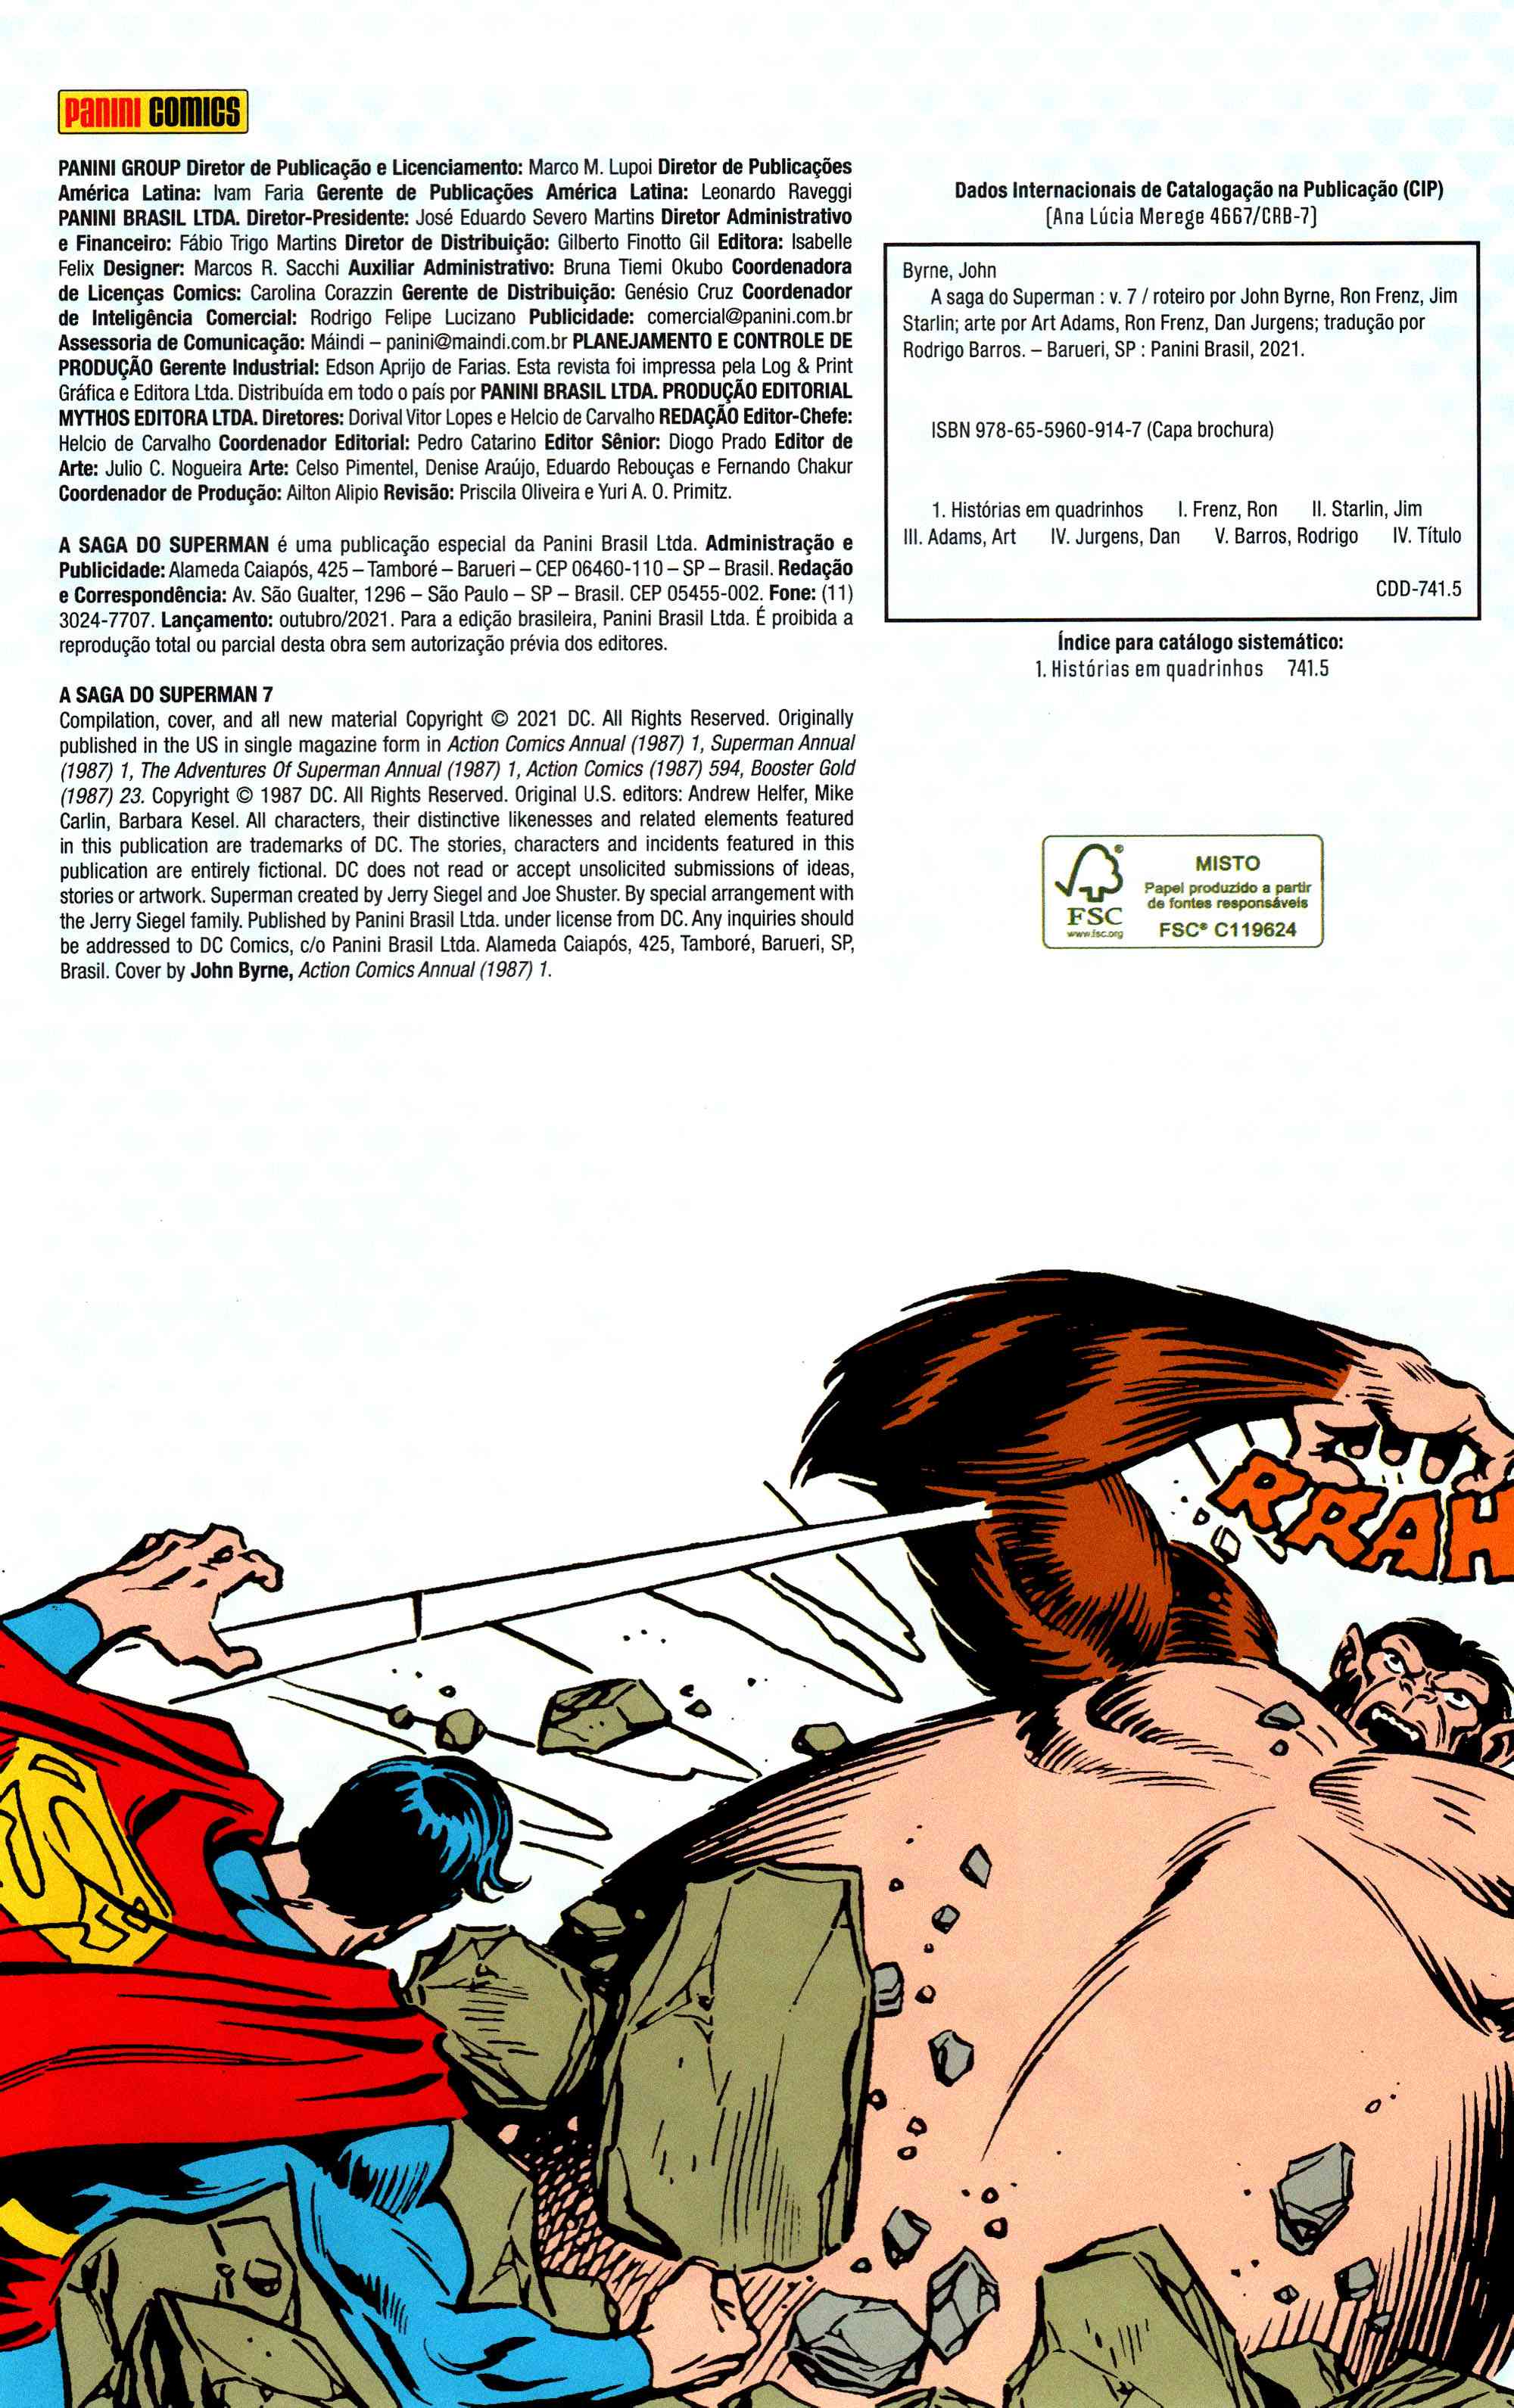 PANINI COMICS
PANINI GROUP Diretor de Publicação e Licenciamento: Marco M. Lupoi Diretor de Publicações
América Latina: Ivam Faria Gerente de Publicações América Latina: Leonardo Raveggi
PANINI BRASIL LTDA. Diretor-Presidente: José Eduardo Severo Martins Diretor Administrativo
e Financeiro: Fábio Trigo Martins Diretor de Distribuição: Gilberto Finotto Gil Editora: Isabelle
Felix Designer: Marcos R. Sacchi Auxiliar Administrativo: Bruna Tiemi Okubo Coordenadora
de Licenças Comics: Carolina Corazzin Gerente de Distribuição: Genésio Cruz Coordenador
de Inteligência Comercial: Rodrigo Felipe Lucizano Publicidade: comercial@panini.com.br
Assessoria de Comunicação: Máindi – panini@maindi.com.br PLANEJAMENTO E CONTROLE DE
PRODUÇÃO Gerente Industrial: Edson Aprijo de Farias. Esta revista foi impressa pela Log & Print
Gráfica e Editora Ltda. Distribuída em todo o país por PANINI BRASIL LTDA. PRODUÇÃO EDITORIAL
MYTHOS EDITORA LTDA. Diretores: Dorival Vitor Lopes e Helcio de Carvalho REDAÇÃO Editor-Chefe:
Helcio de Carvalho Coordenador Editorial: Pedro Catarino Editor Sênior: Diogo Prado Editor de
Arte: Julio C. Nogueira Arte: Celso Pimentel, Denise Araújo, Eduardo Rebouças e Fernando Chakur
Coordenador de Produção: Ailton Alipio Revisão: Priscila Oliveira e Yuri A. O. Primitz.
A SAGA DO SUPERMAN é uma publicação especial da Panini Brasil Ltda. Administração e
Publicidade: Alameda Caiapós, 425 – Tamboré – Barueri – CEP 06460-110 – SP – Brasil. Redação
e Correspondência: Av. São Gualter, 1296 – São Paulo – SP – Brasil. CEP 05455-002. Fone: (11)
3024-7707. Lançamento: outubro/2021. Para a edição brasileira, Panini Brasil Ltda. É proibida a
reprodução total ou parcial desta obra sem autorização prévia dos editores.
A SAGA DO SUPERMAN 7
Compilation, cover, and all new material Copyright © 2021 DC. All Rights Reserved. Originally
published in the US in single magazine form in Action Comics Annual (1987) 1, Superman Annual
(1987) 1, The Adventures Of Superman Annual (1987) 1, Action Comics (1987) 594, Booster Gold
(1987) 23. Copyright © 1987 DC. All Rights Reserved. Original U.S. editors: Andrew Helfer, Mike
Carlin, Barbara Kesel. All characters, their distinctive likenesses and related elements featured
in this publication are trademarks of DC. The stories, characters and incidents featured in this
publication are entirely fictional. DC does not read or accept unsolicited submissions of ideas,
stories or artwork. Superman created by Jerry Siegel and Joe Shuster. By special arrangement with
the Jerry Siegel family. Published by Panini Brasil Ltda. under license from DC. Any inquiries should
be addressed to DC Comics, c/o Panini Brasil Ltda. Alameda Caiapós, 425, Tamboré, Barueri, SP,
Brasil. Cover by John Byrne, Action Comics Annual (1987) 1.
Dados Internacionais de Catalogação na Publicação (CIP)
(Ana Lúcia Merege 4667/CRB-7)
Byrne, John
A saga do Superman : v. 7 / roteiro por John Byrne, Ron Frenz, Jim
Starlin; arte por Art Adams, Ron Frenz, Dan Jurgens; tradução por
Rodrigo Barros. – Barueri, SP : Panini Brasil, 2021.
ISBN 978-65-5960-914-7 (Capa brochura)
1. Histórias em quadrinhos I. Frenz, Ron II. Starlin, Jim
III. Adams, Art IV. Jurgens, Dan V. Barros, Rodrigo IV. Título
CDD-741.5
Índice para catálogo sistemático:
1. Histórias em quadrinhos 741.5
FSC®
www.fsc.org
MISTO
Papel produzido a partir
de fontes responsáveis
FSC® C119624
RRAH
S